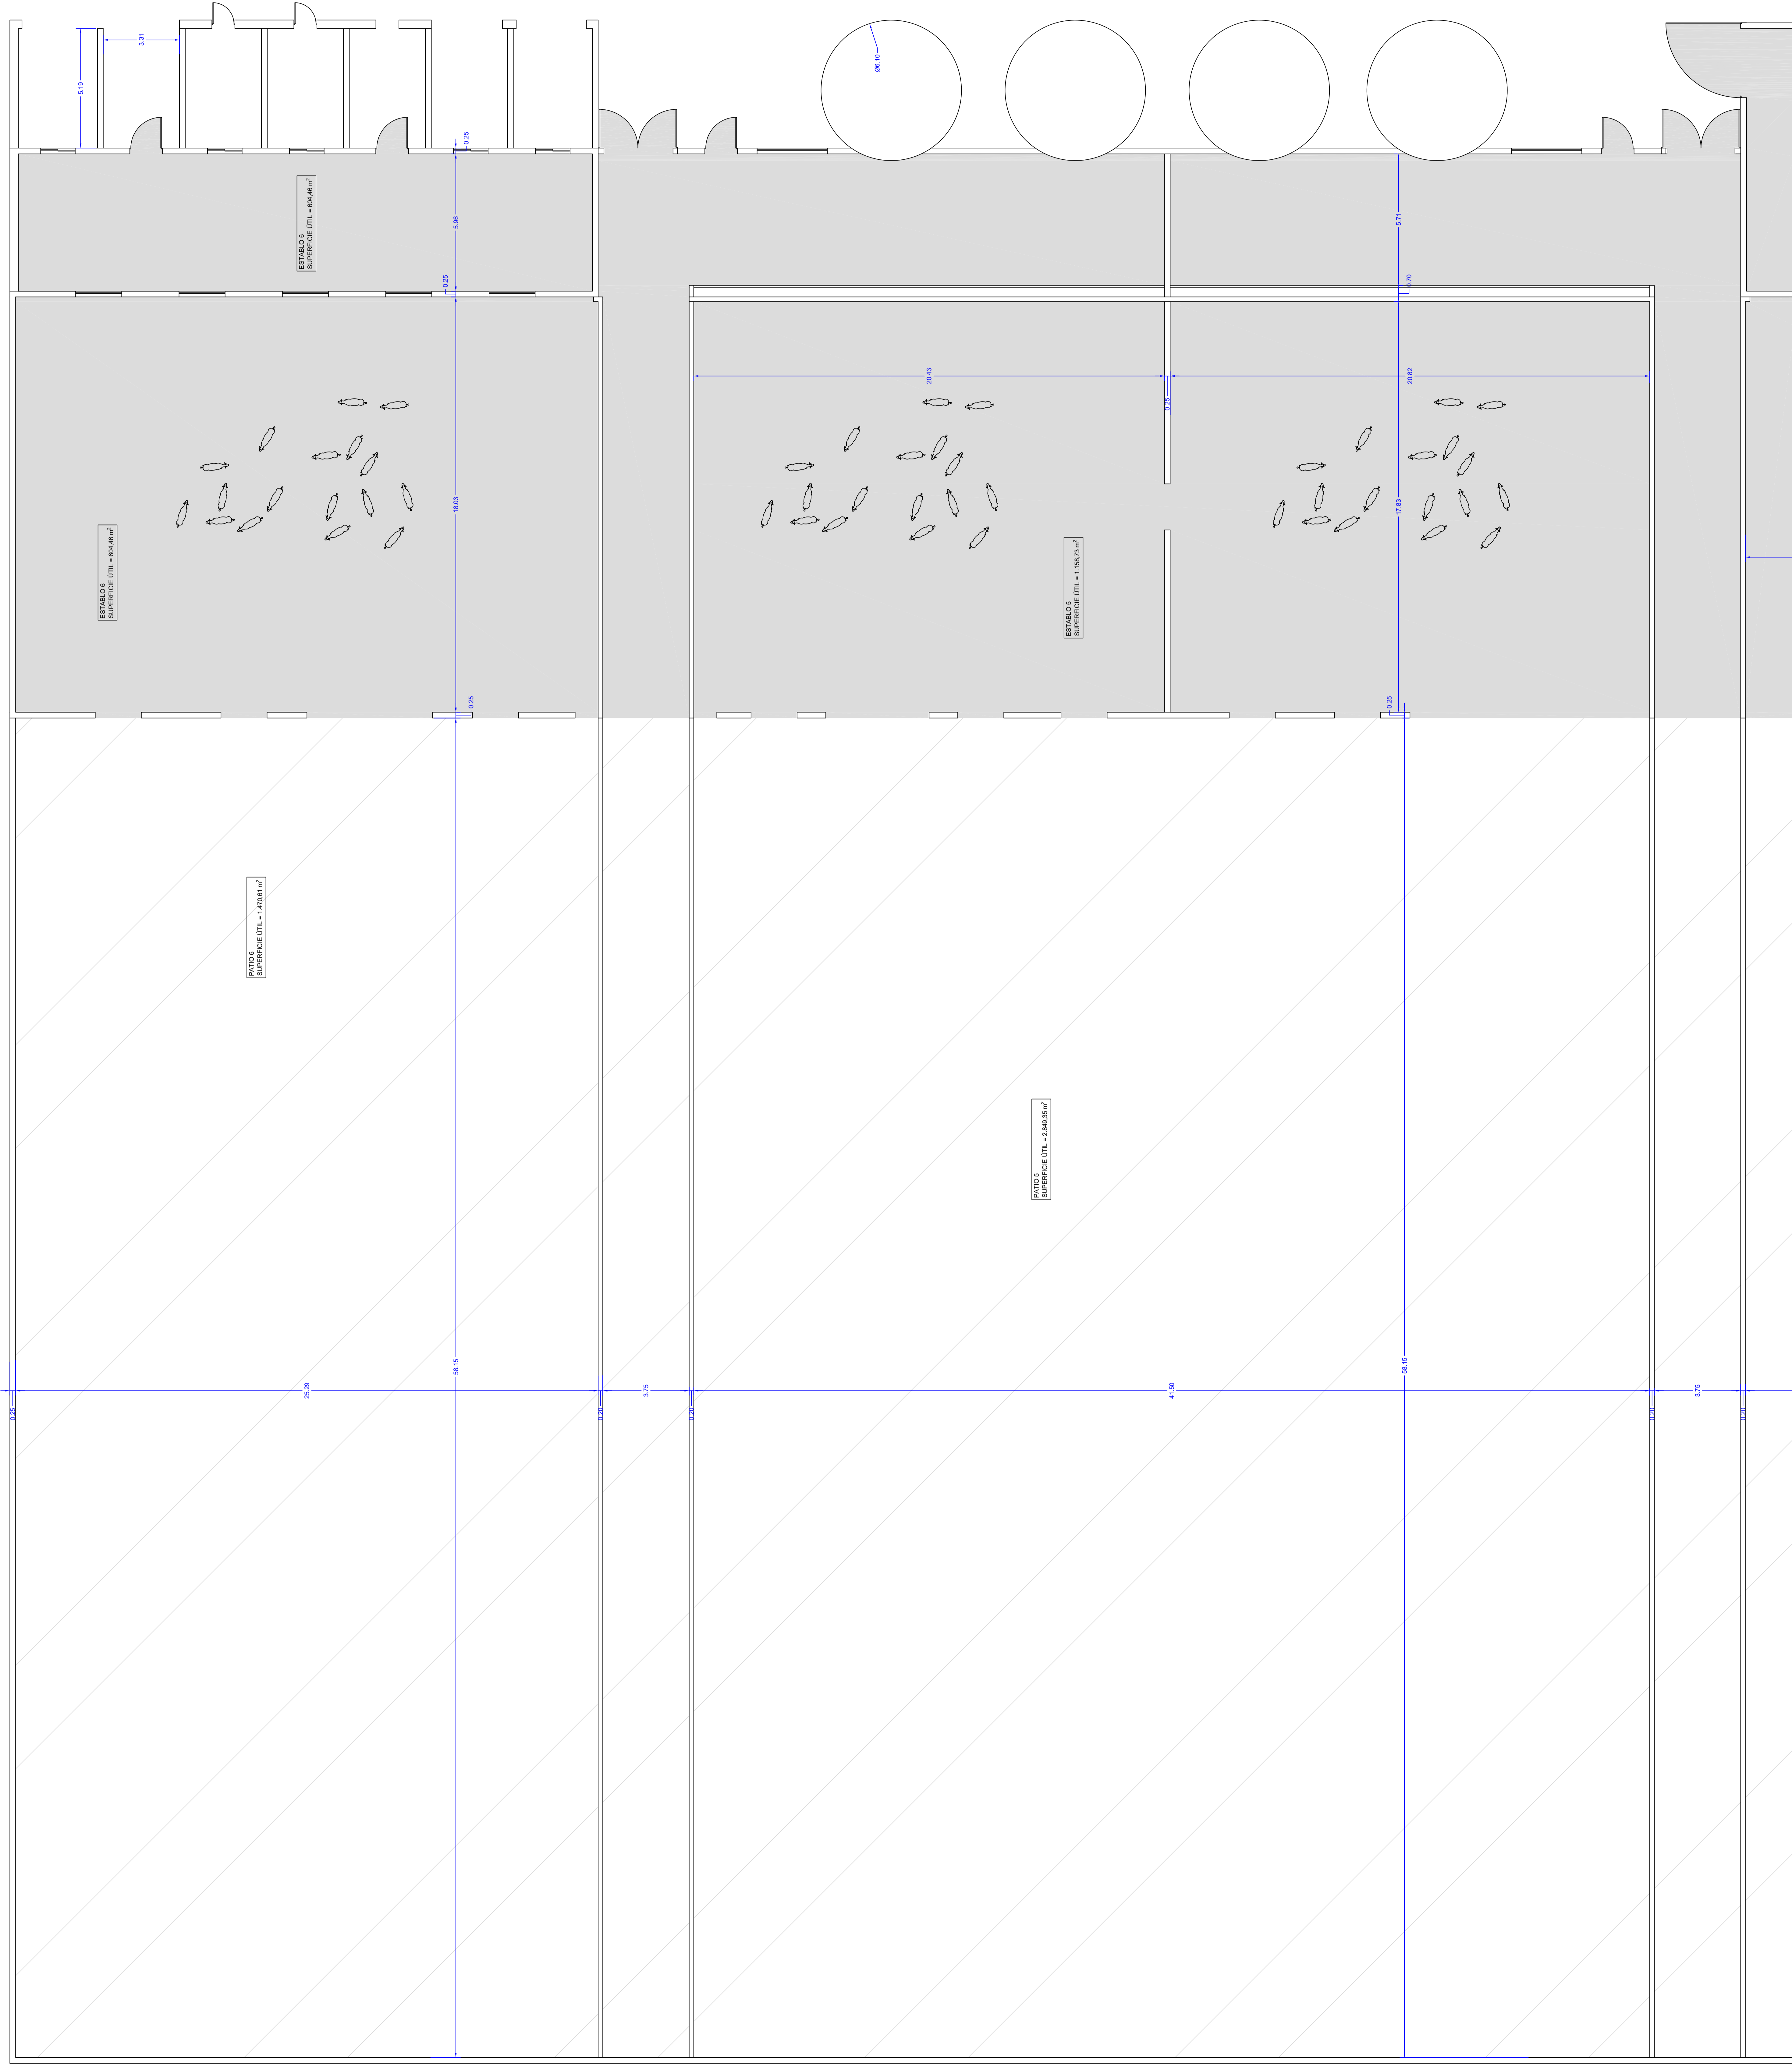 3.31
5.19
Ø6.10
0.25
ESTABLO 6
SUPERFICIE ÚTIL = 604,46 m²
5.96
5.71
0.25
0.70
20.43
0.25
20.82
ESTABLO 6
SUPERFICIE ÚTIL = 604,46 m²
18.03
17.83
ESTABLO 5
SUPERFICIE ÚTIL = 1.158,73 m²
0.25
0.25
PATIO 6
SUPERFICIE ÚTIL = 1.470,61 m²
PATIO 5
SUPERFICIE ÚTIL = 2.849,35 m²
58.15
58.15
25.29
3.75
41.50
3.75
0.25
0.20
0.20
0.20
0.20